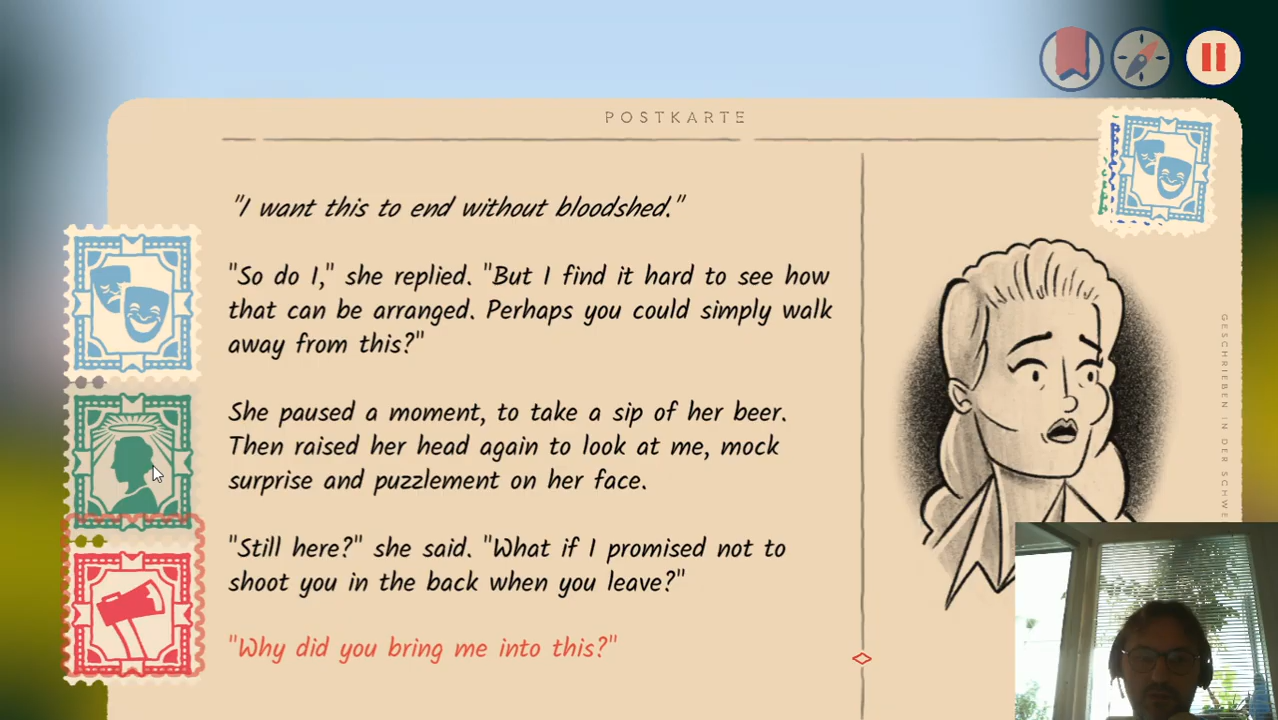 POSTKARTE
"I want this to end without bloodshed."
"So do I," she replied. "But I find it hard to see how
that can be arranged. Perhaps you could simply walk
away from this?"
She paused a moment, to take a sip of her beer.
Then raised her head again to look at me, mock
surprise and puzzlement on her face.
"Still here?" she said. "What if I promised not to
shoot you in the back when you leave?"
"Why did you bring me into this?"
GESCHRIEBEN IN DER